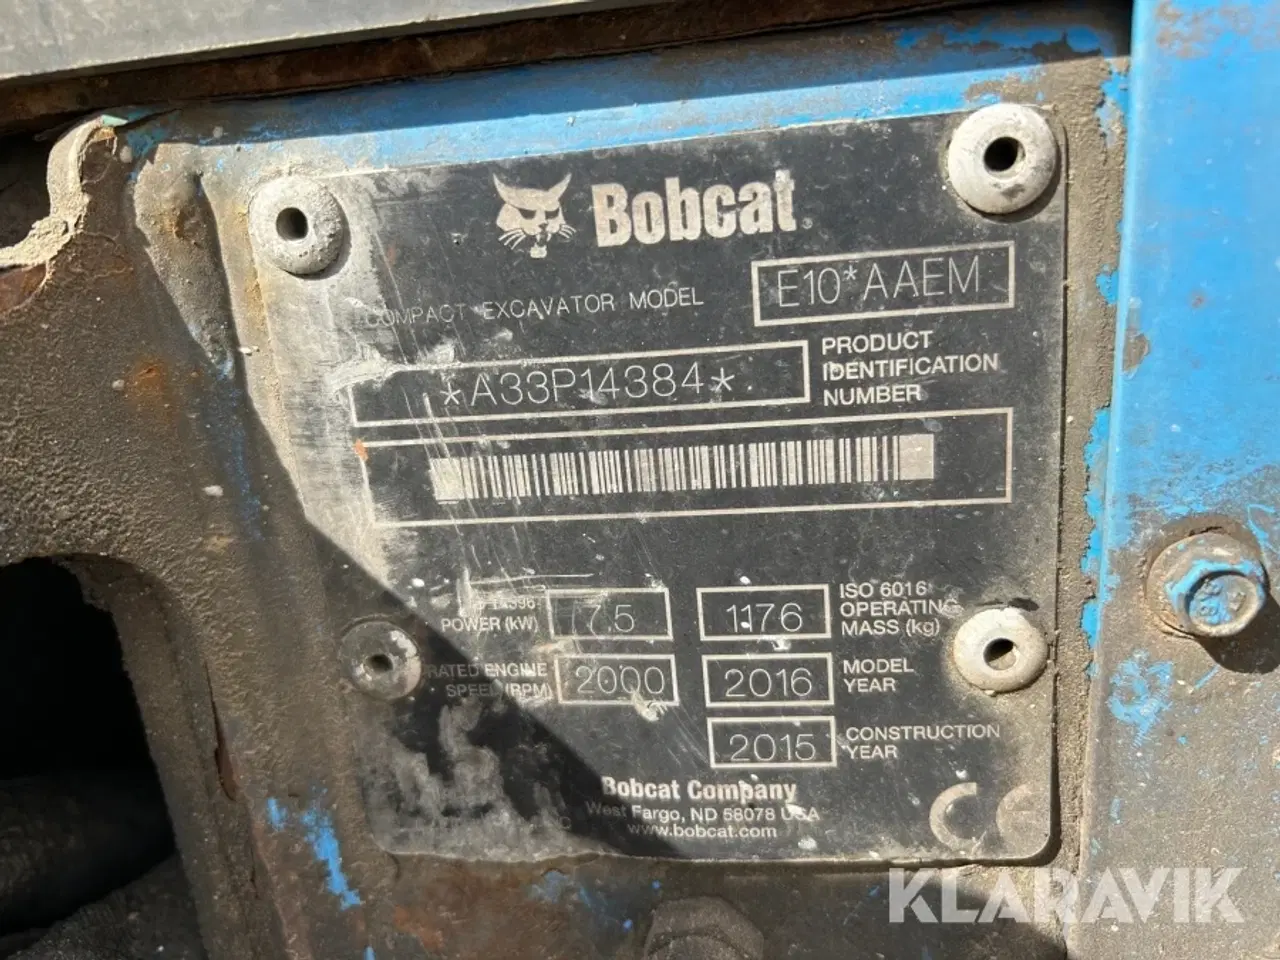 Bobcat
COMPACT EXCAVATOR MODEL
E10*AAEM
*A33P14384*
PRODUCT
IDENTIFICATION
NUMBER
POWER (kW)
7.5
1176
ISO 6016
OPERATING
MASS (kg)
RATED ENGINE
SPEED (RPM)
2000
2016
MODEL
YEAR
2015
CONSTRUCTION
YEAR
Bobcat Company
West Fargo, ND 58078 USA
www.bobcat.com
CE
KLARAVIK